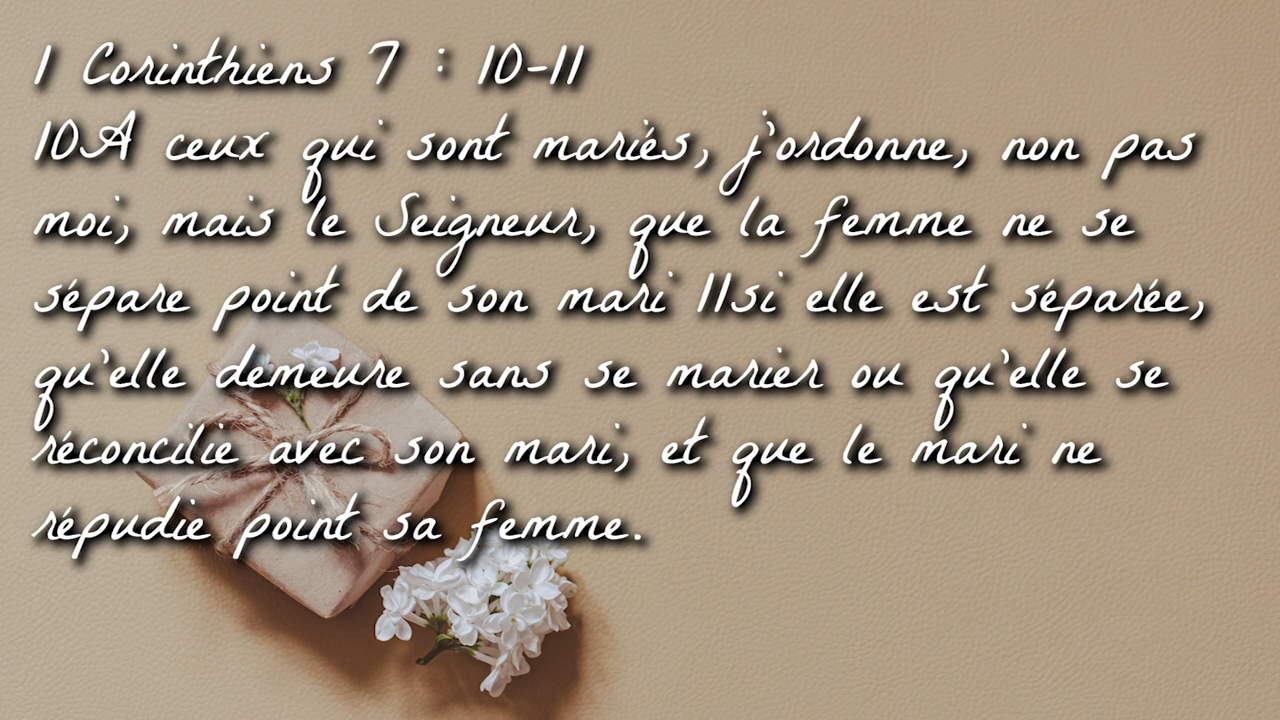 1 Corinthiens 7 : 10-11
10A ceux qui sont mariés, j'ordonne, non pas
moi, mais le Seigneur, que la femme ne se
sépare point de son mari 11si elle est séparée,
qu'elle demeure sans se marier ou qu'elle se
réconcilie avec son mari, et que le mari ne
répudie point sa femme.